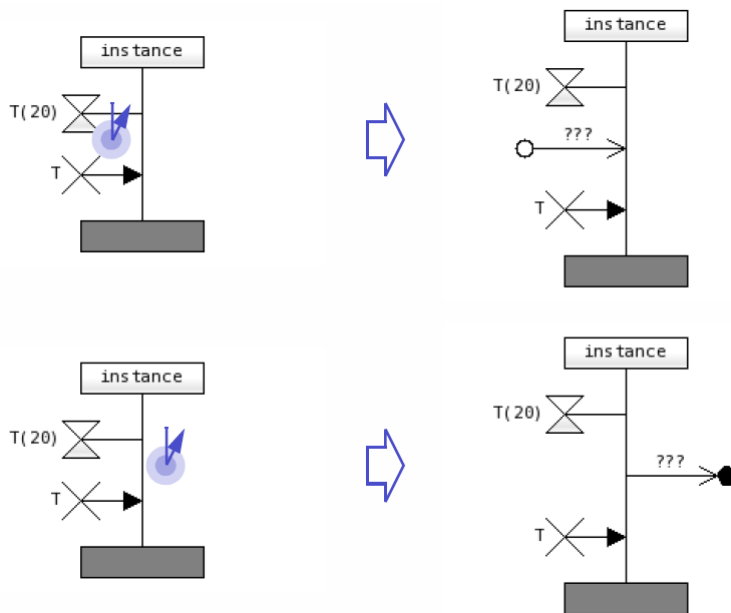 instance
T(20)
T
instance
T(20)
???
T
instance
T(20)
T
instance
T(20)
???
T